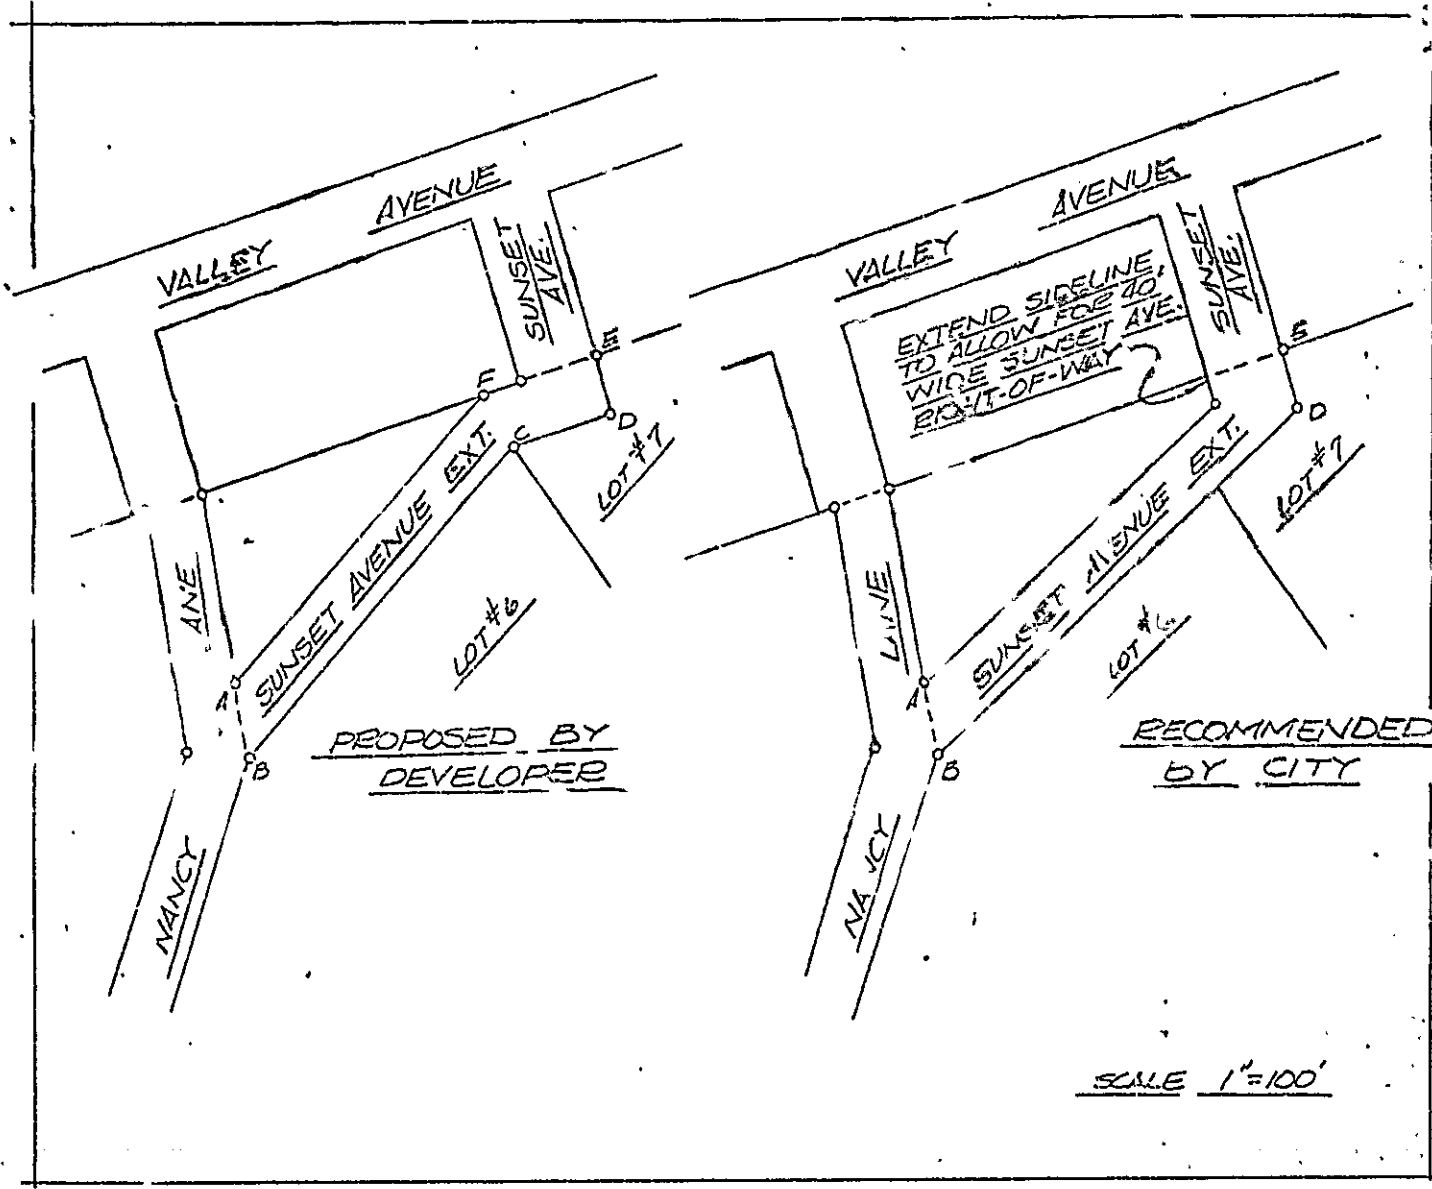 VALLEY AVENUE
SUNSET
AVE.
E
F
C
D
LOT #7
SUNSET AVENUE EXT.
LOT #6
A
B
ANE
NANCY
PROPOSED BY
DEVELOPER
VALLEY AVENUE
SUNSET
AVE.
EXTEND SIDELINE
TO ALLOW FOR 40'
WIDE SUNSET AVE.
RIGHT-OF-WAY
E
D
LOT #7
SUNSET AVENUE EXT.
LOT #6
A
B
LANE
NANCY
RECOMMENDED
BY CITY
SCALE 1"=100'